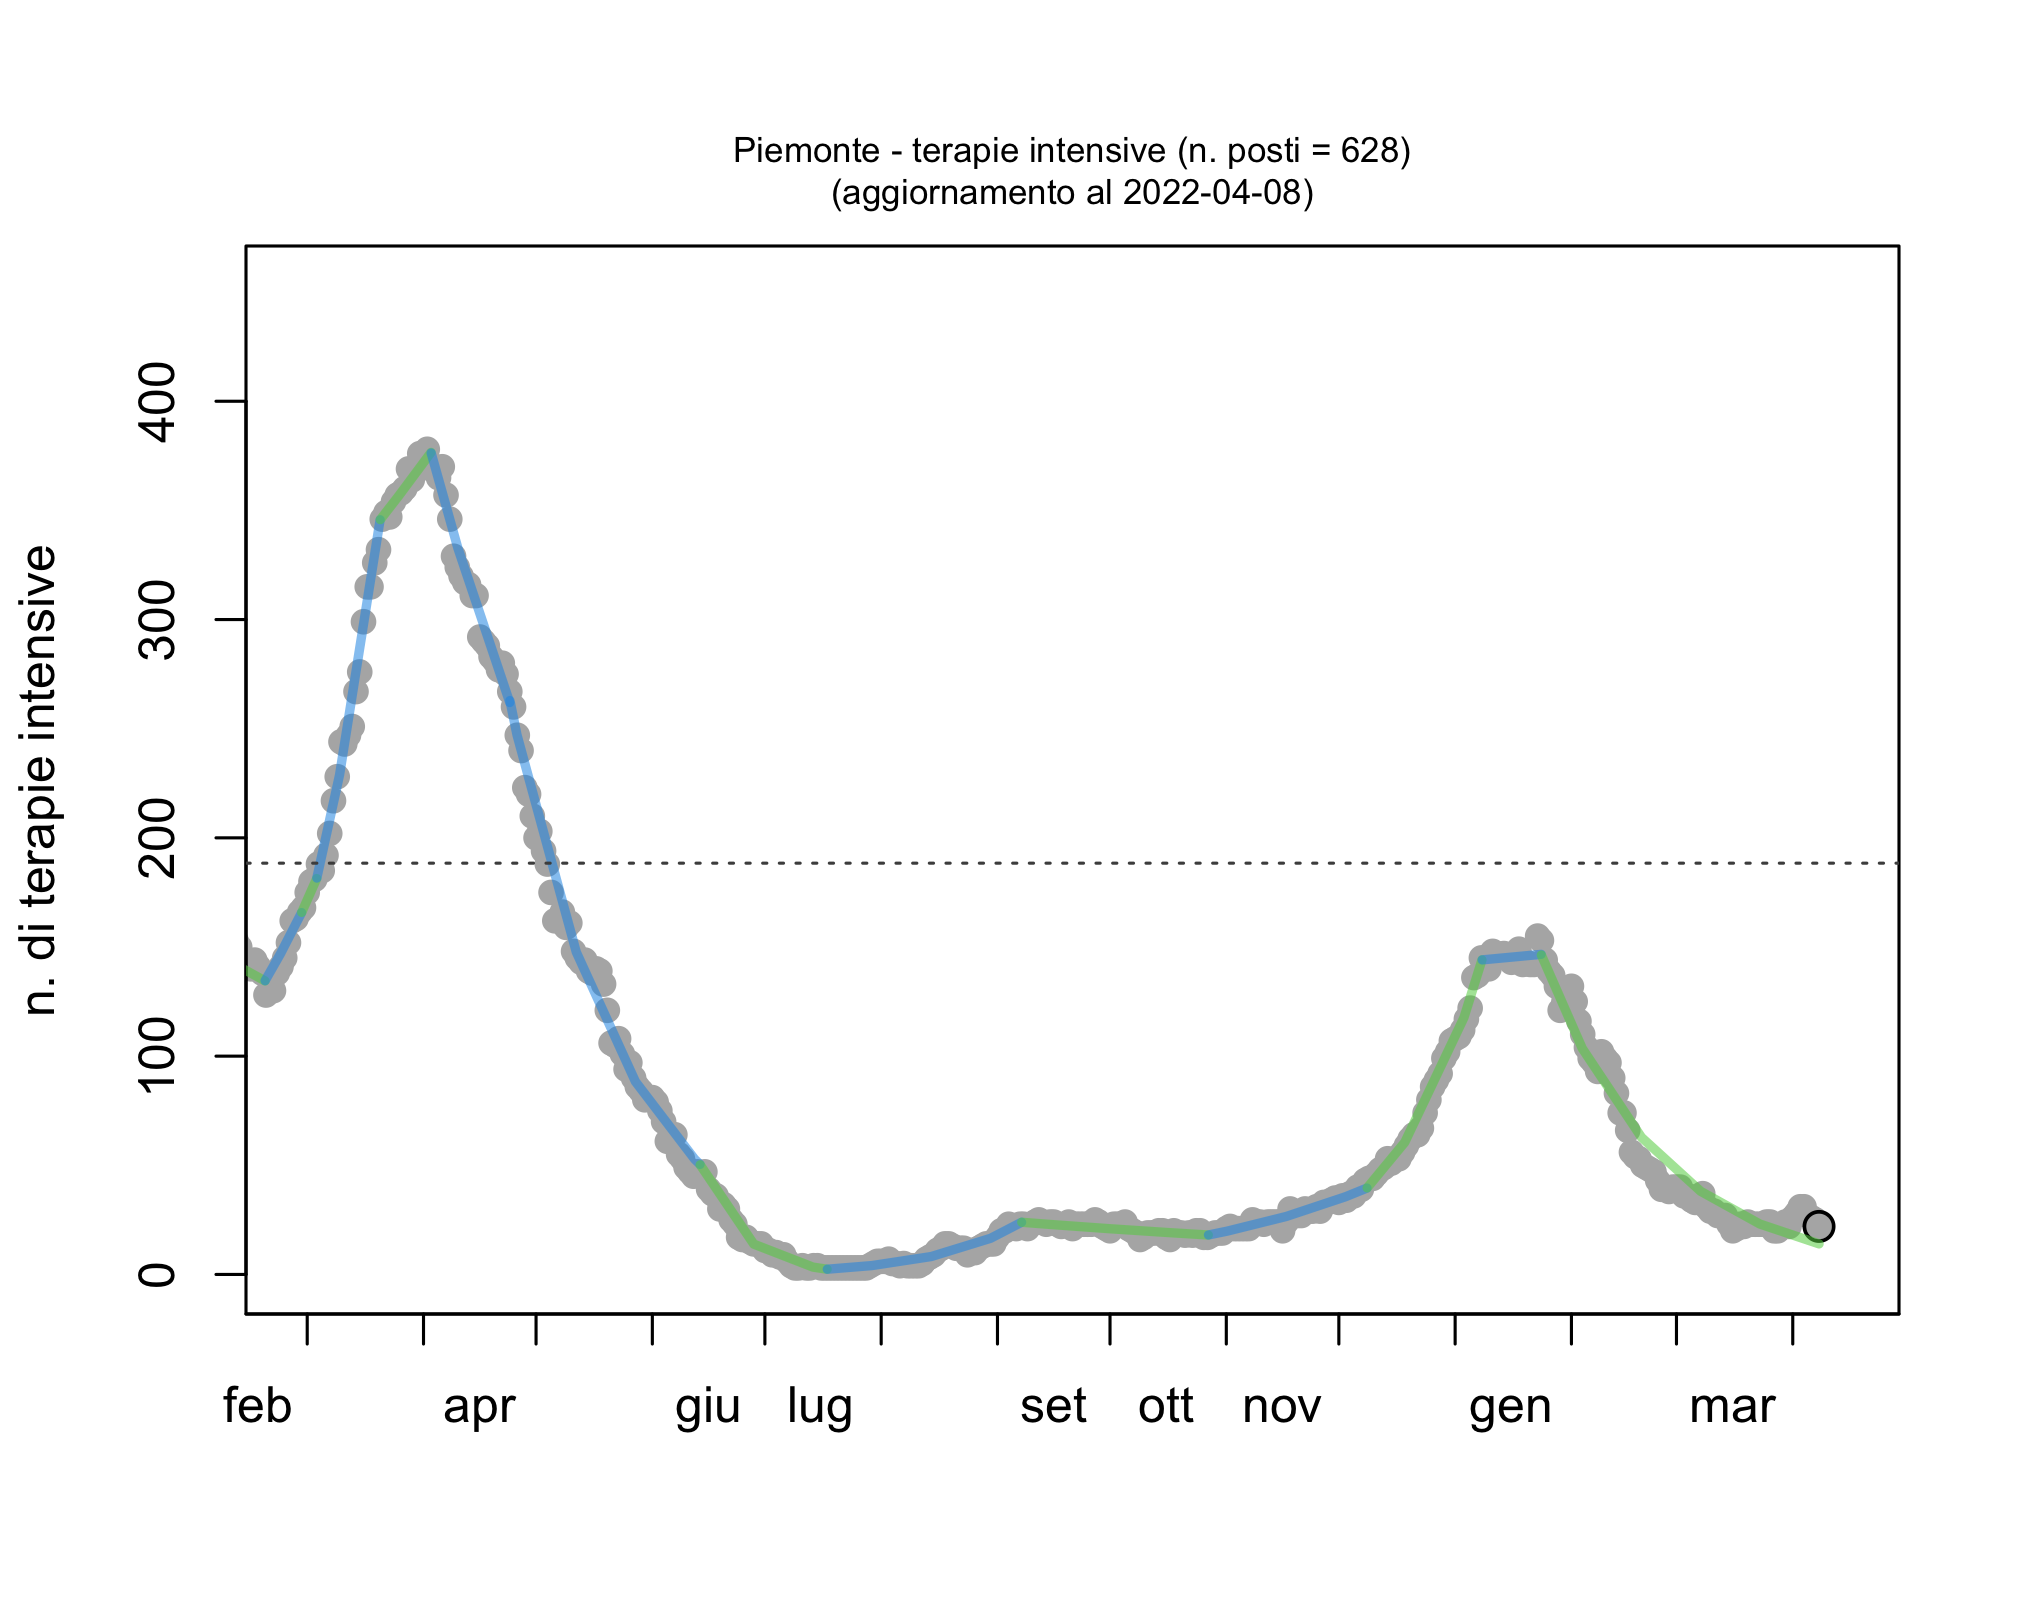 Piemonte - terapie intensive (n. posti = 628)
(aggiornamento al 2022-04-08)
n. di terapie intensive
400
300
200
100
0
feb apr giu lug set ott nov gen mar